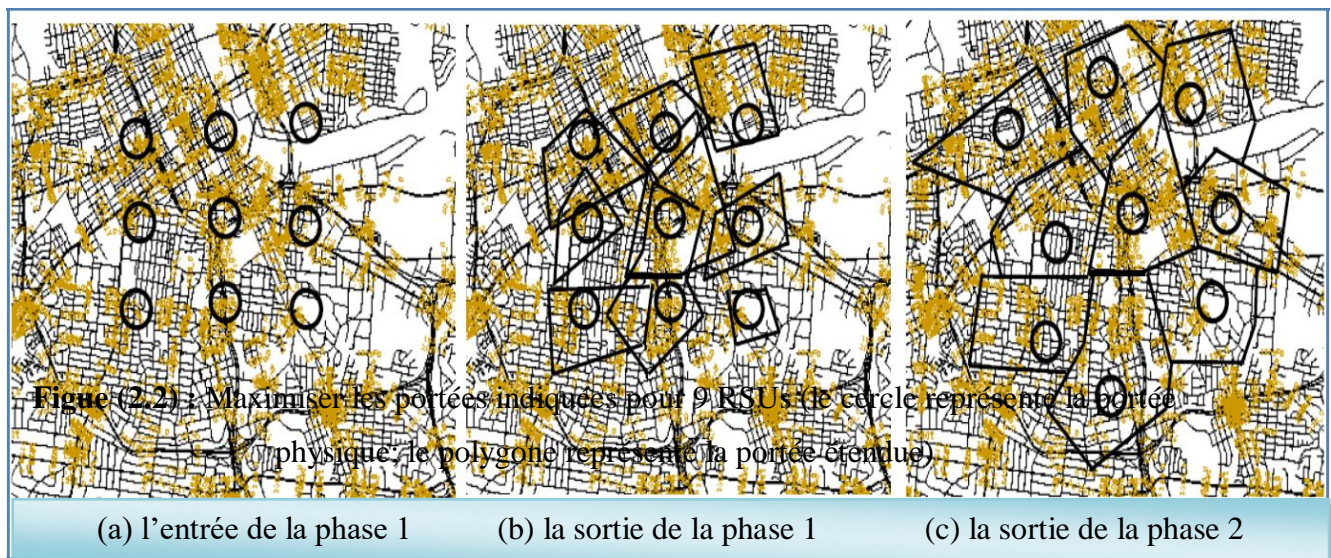 Figue (2.2) : Maximiser les portées indiquées pour 9 RSUs (le cercle représente la portée
physique; le polygone représente la portée étendue)
(a) l’entrée de la phase 1 (b) la sortie de la phase 1 (c) la sortie de la phase 2